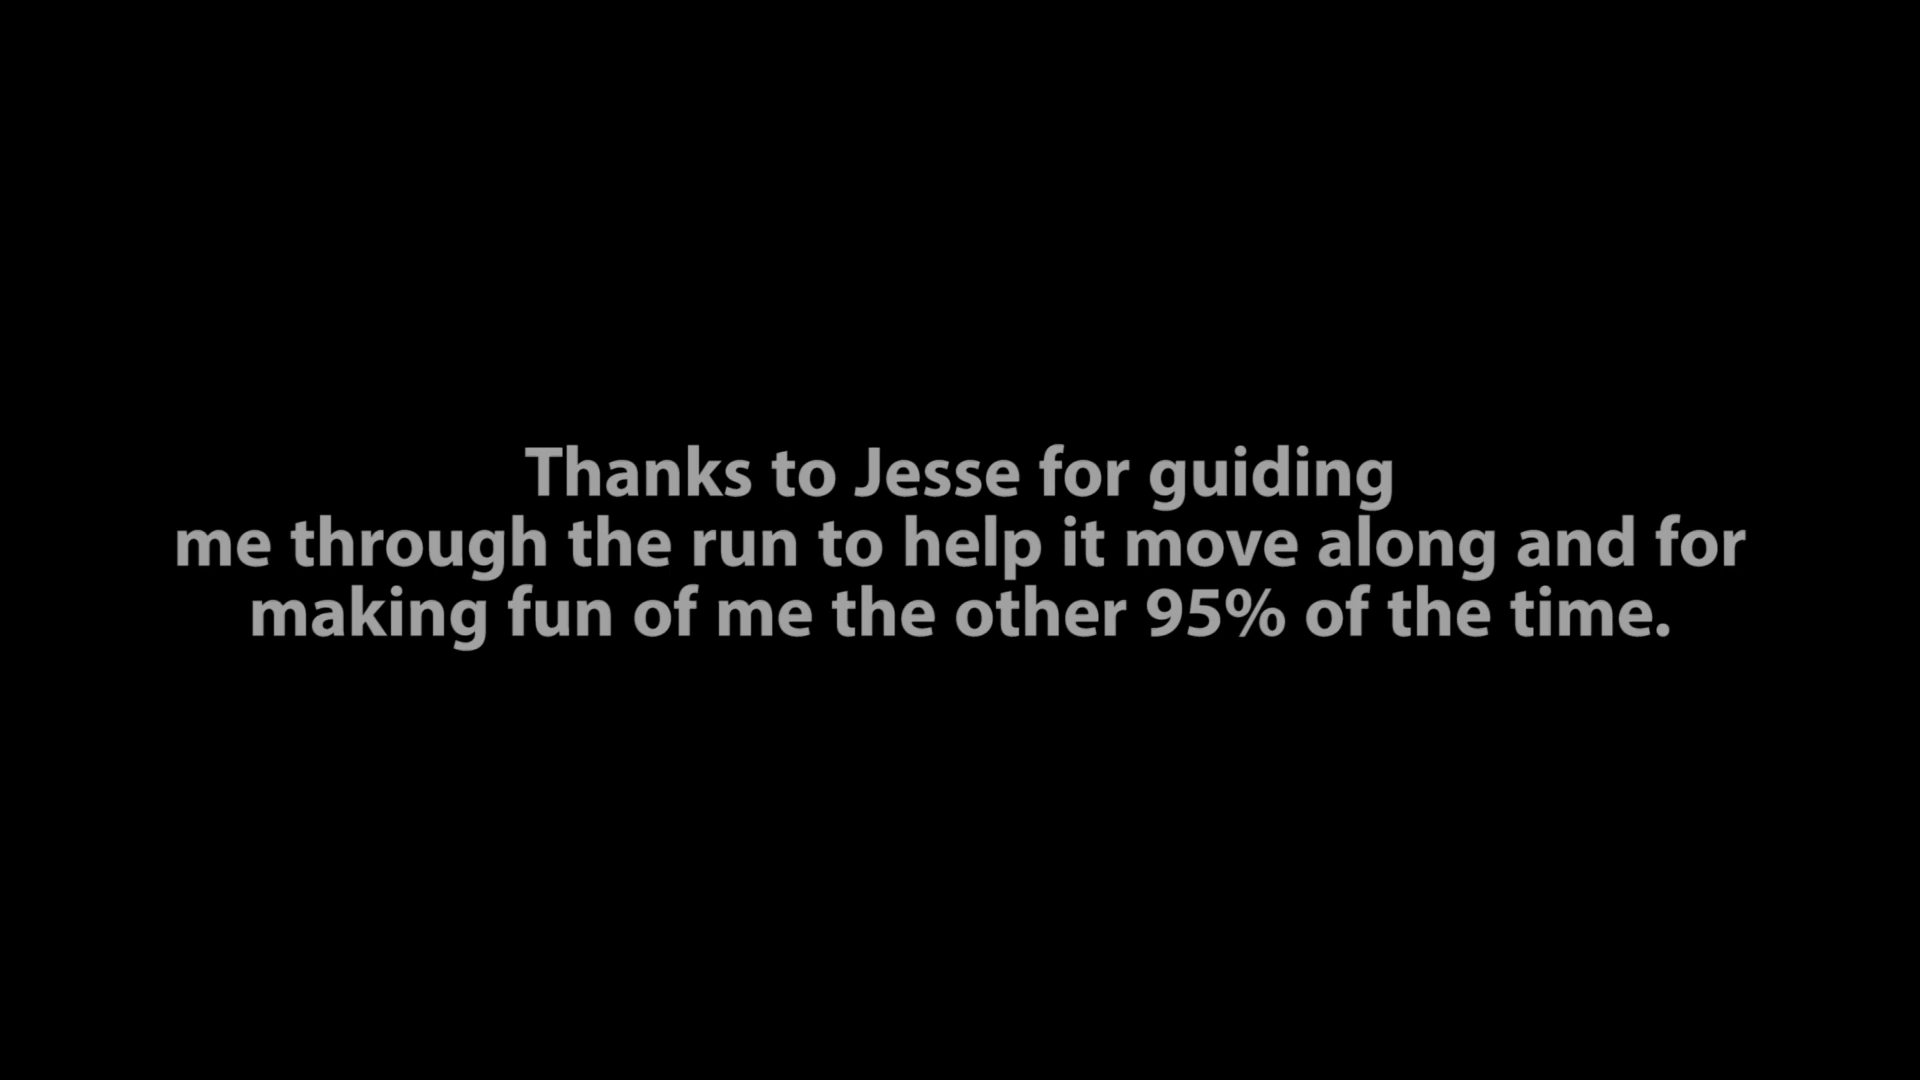 Thanks to Jesse for guiding
me through the run to help it move along and for
making fun of me the other 95% of the time.